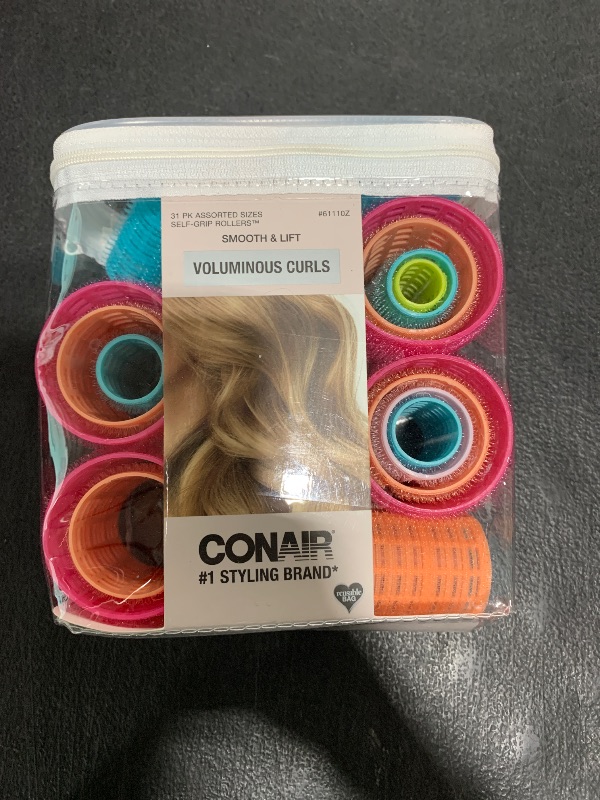 31 PK ASSORTED SIZES
SELF-GRIP ROLLERS™
#61110Z
SMOOTH & LIFT
VOLUMINOUS CURLS
CONAIR®
#1 STYLING BRAND*
reusable
BAG